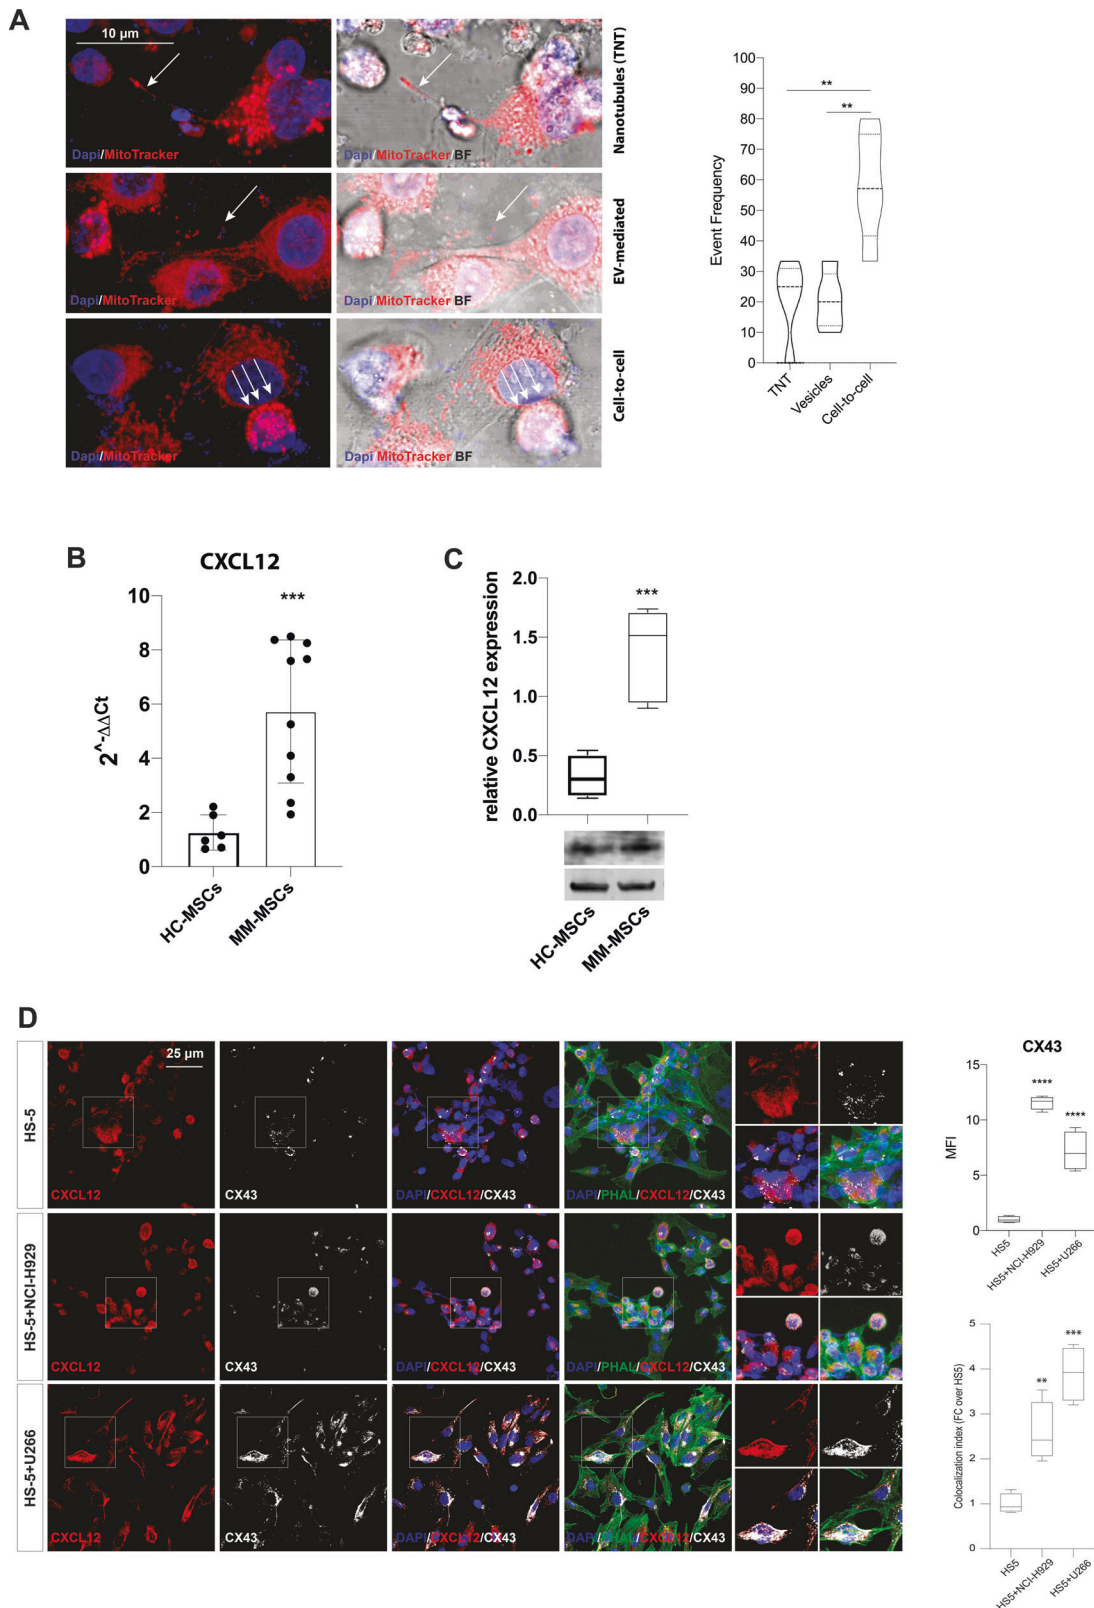 A
10 µm
Dapi/MitoTracker
Dapi/MitoTracker/BF
Nanotubules (TNT)
Dapi/MitoTracker
Dapi/MitoTracker BF
EV-mediated
Dapi/MitoTracker
Dapi MitoTracker BF
Cell-to-cell
Event Frequency
100
90
80
70
60
50
40
30
20
10
0
**
**
TNT
Vesicles
Cell-to-cell
B
CXCL12
2^-ΔΔCt
10
8
6
4
2
0
***
HC-MSCs
MM-MSCs
C
relative CXCL12 expression
2.0
1.5
1.0
0.5
0.0
***
HC-MSCs
MM-MSCs
D
HS-5
25 µm
CXCL12
CX43
DAPI/CXCL12/CX43
DAPI/PHAL/CXCL12/CX43
HS-5+NCI-H929
CXCL12
CX43
DAPI/CXCL12/CX43
DAPI/PHAL/CXCL12/CX43
HS-5+U266
CXCL12
CX43
DAPI/CXCL12/CX43
DAPI/PHAL/CXCL12/CX43
CX43
MFI
15
10
5
0
****
****
HS5
HS5+NCI-H929
HS5+U266
Colocalization index (FC over HS5)
5
4
3
2
1
0
**
***
HS5
HS5+NCI-H929
HS5+U266